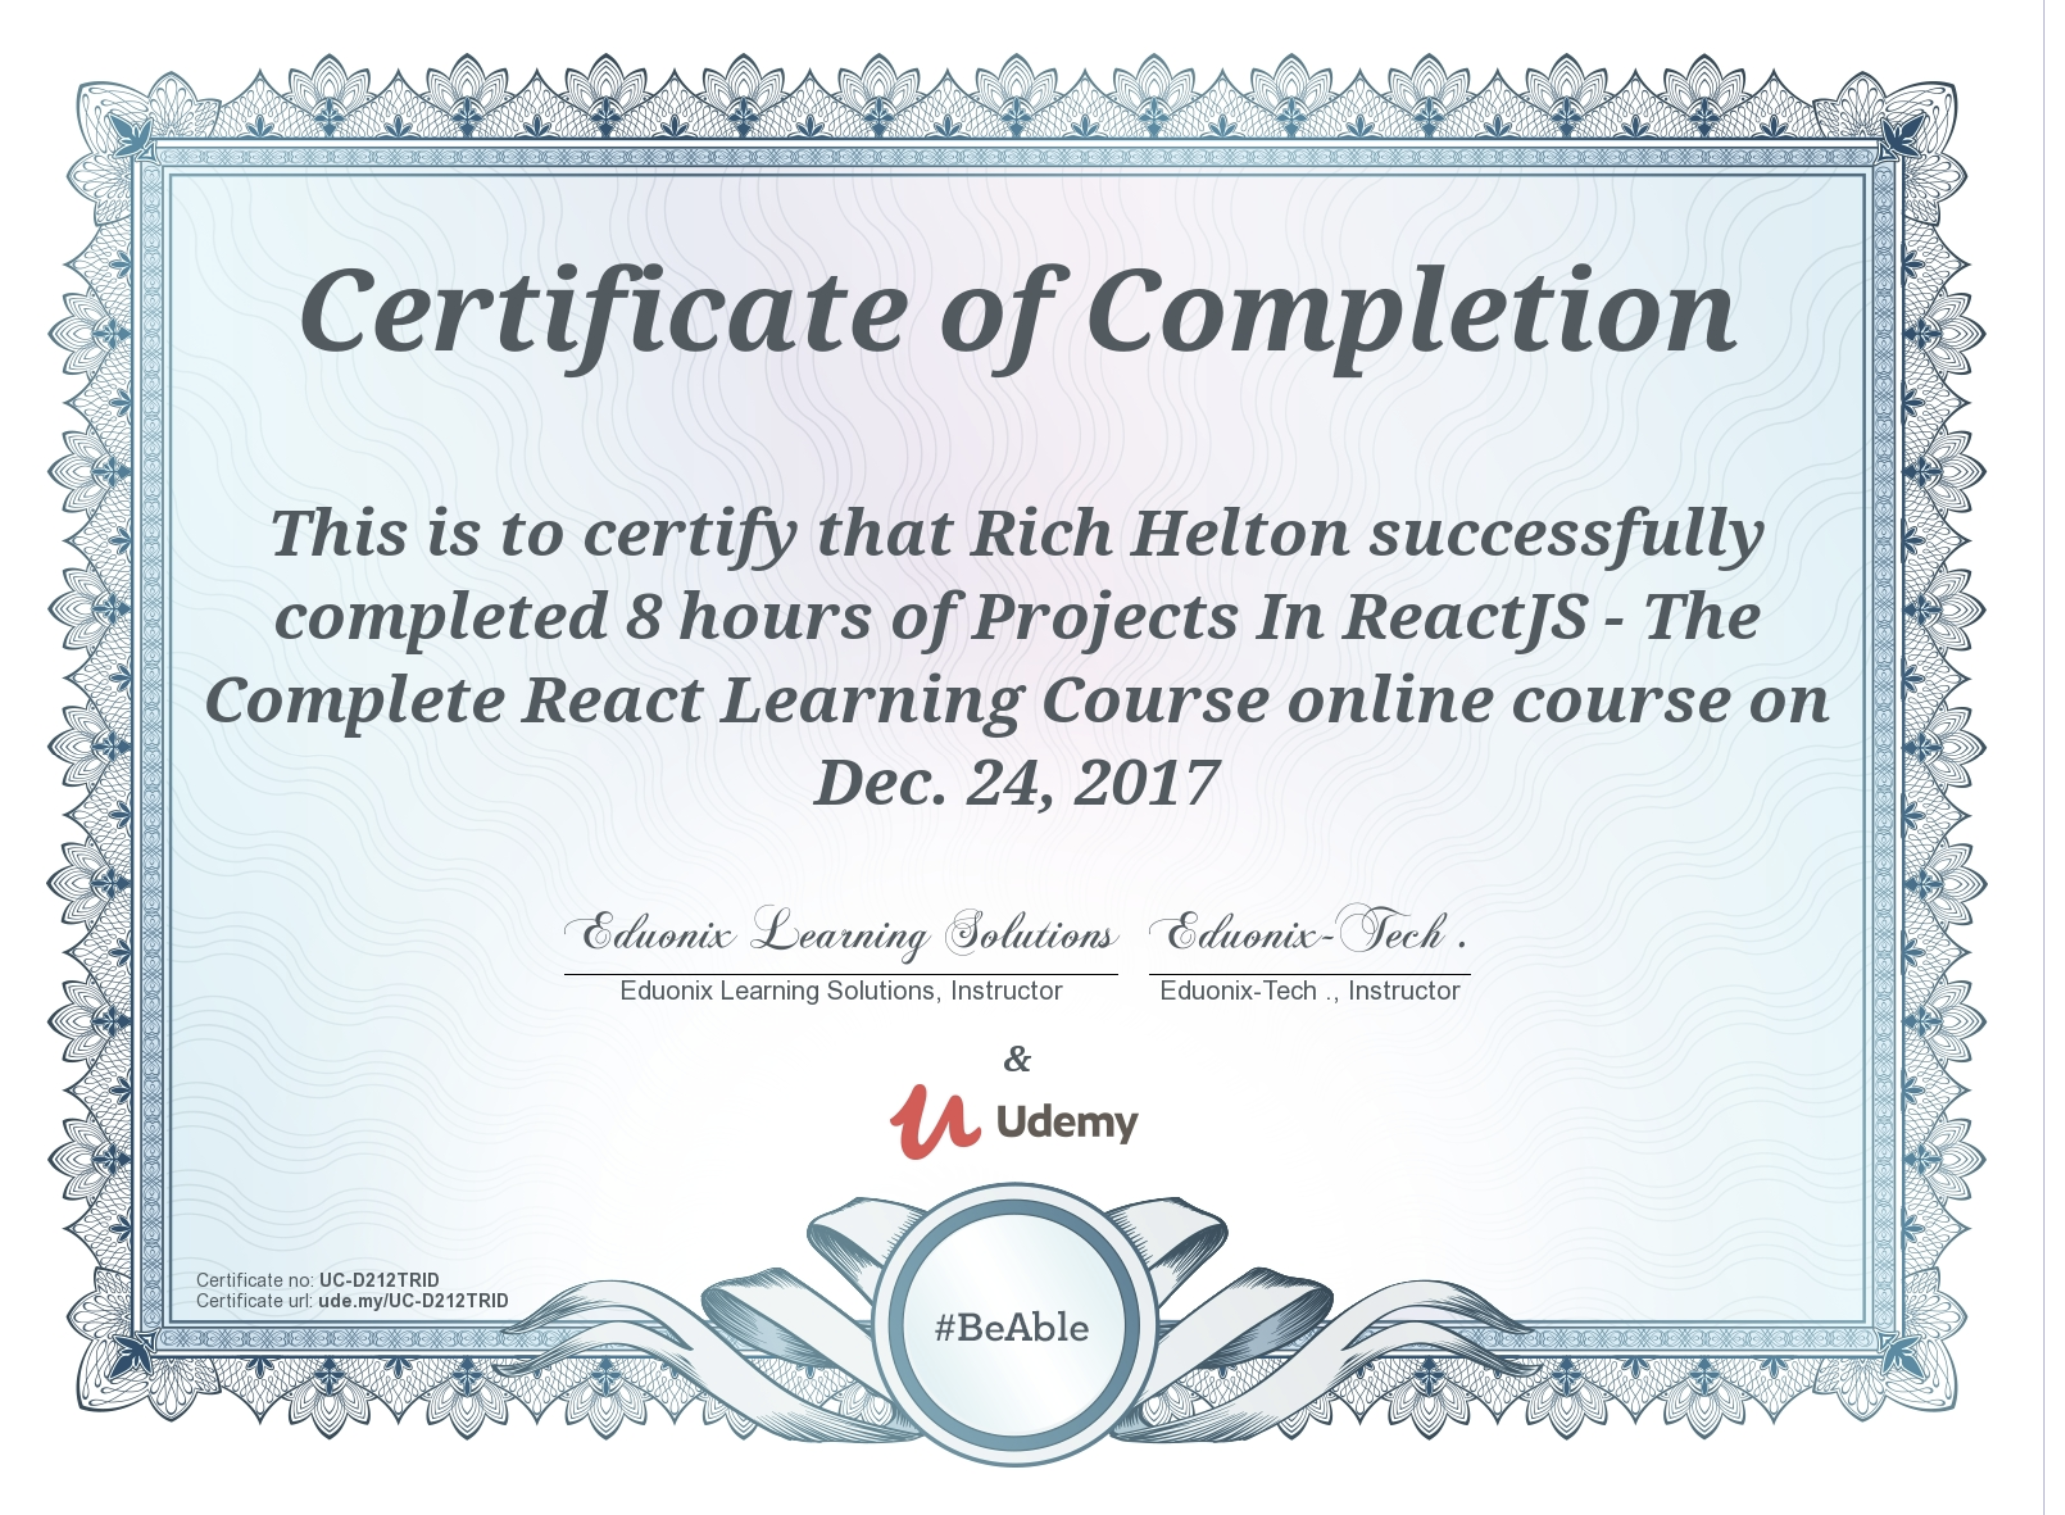 Certificate of Completion
This is to certify that Rich Helton successfully
completed 8 hours of Projects In ReactJS - The
Complete React Learning Course online course on
Dec. 24, 2017
Eduonix Learning Solutions Eduonix-Tech .
Eduonix Learning Solutions, Instructor Eduonix-Tech ., Instructor
&
Udemy
Certificate no: UC-D212TRID
Certificate url: ude.my/UC-D212TRID
#BeAble